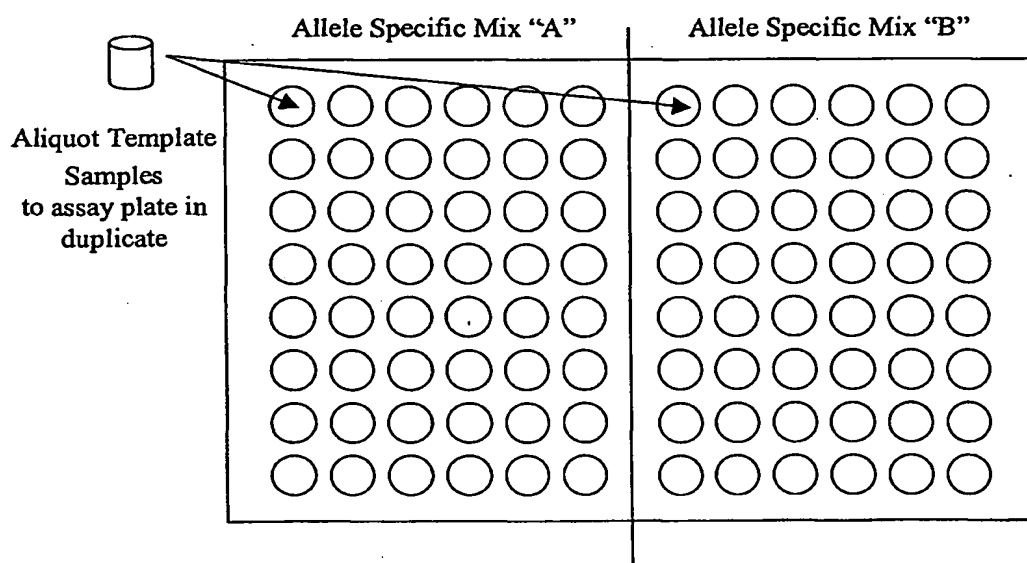 Allele Specific Mix “A”
Allele Specific Mix “B”
Aliquot Template
Samples
to assay plate in
duplicate